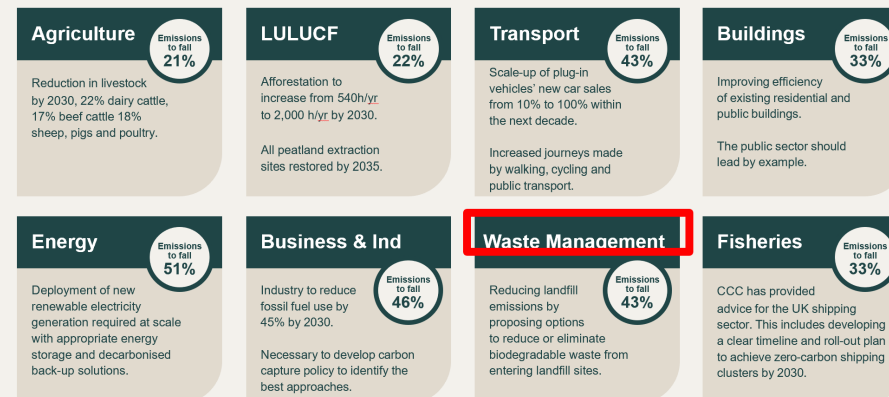 Agriculture
Emissions
to fall
21%
Reduction in livestock
by 2030, 22% dairy cattle,
17% beef cattle 18%
sheep, pigs and poultry.
LULUCF
Emissions
to fall
22%
Afforestation to
increase from 540h/yr
to 2,000 h/yr by 2030.
All peatland extraction
sites restored by 2035.
Transport
Emissions
to fall
43%
Scale-up of plug-in
vehicles' new car sales
from 10% to 100% within
the next decade.
Increased journeys made
by walking, cycling and
public transport.
Buildings
Emissions
to fall
33%
Improving efficiency
of existing residential and
public buildings.
The public sector should
lead by example.
Energy
Emissions
to fall
51%
Deployment of new
renewable electricity
generation required at scale
with appropriate energy
storage and decarbonised
back-up solutions.
Business & Ind
Emissions
to fall
46%
Industry to reduce
fossil fuel use by
45% by 2030.
Necessary to develop carbon
capture policy to identify the
best approaches.
Waste Management
Emissions
to fall
43%
Reducing landfill
emissions by
proposing options
to reduce or eliminate
biodegradable waste from
entering landfill sites.
Fisheries
Emissions
to fall
33%
CCC has provided
advice for the UK shipping
sector. This includes developing
a clear timeline and roll-out plan
to achieve zero-carbon shipping
clusters by 2030.